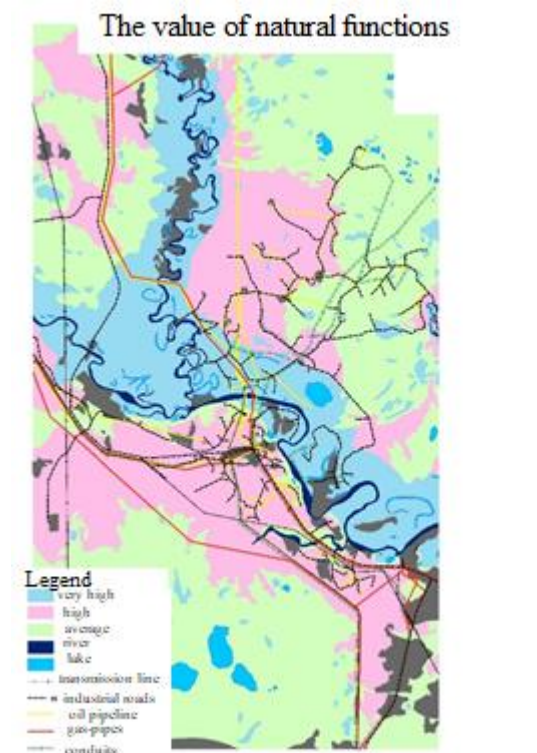 The value of natural functions
Legend
very high
high
average
river
lake
transmission line
industrial roads
oil pipeline
gas-pipes
conduits